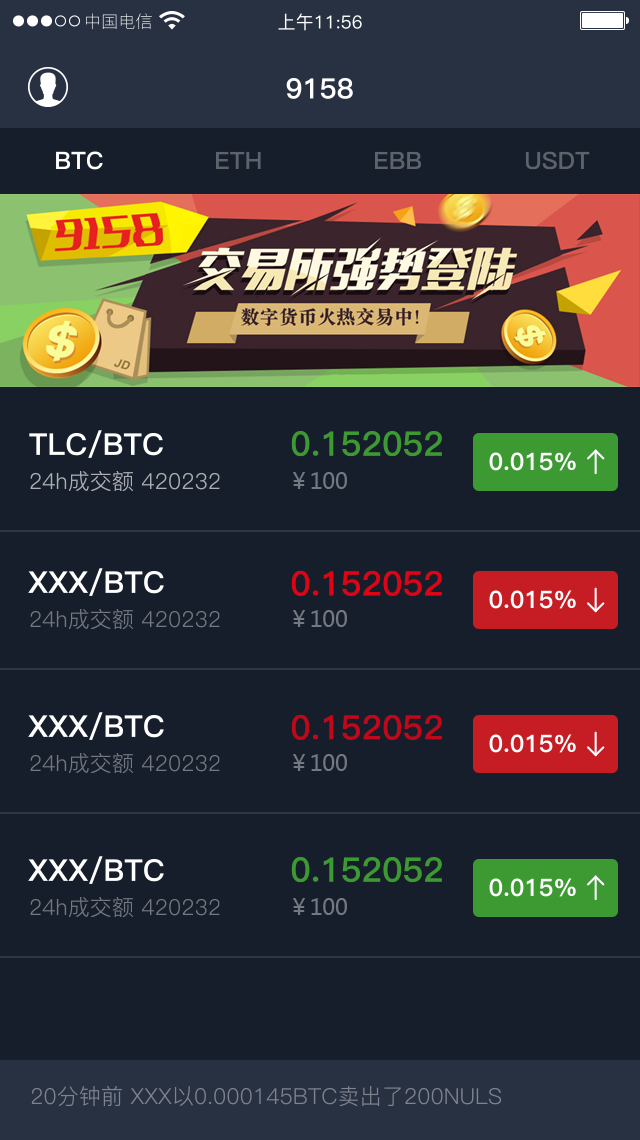 中国电信 上午11:56
9158
BTC ETH EBB USDT
9158
交易所强势登陆
数字货币火热交易中!
JD
TLC/BTC 0.152052 0.015% ↑
24h成交额 420232 ¥100
XXX/BTC 0.152052 0.015% ↓
24h成交额 420232 ¥100
XXX/BTC 0.152052 0.015% ↓
24h成交额 420232 ¥100
XXX/BTC 0.152052 0.015% ↑
24h成交额 420232 ¥100
20分钟前 XXX以0.000145BTC卖出了200NULS